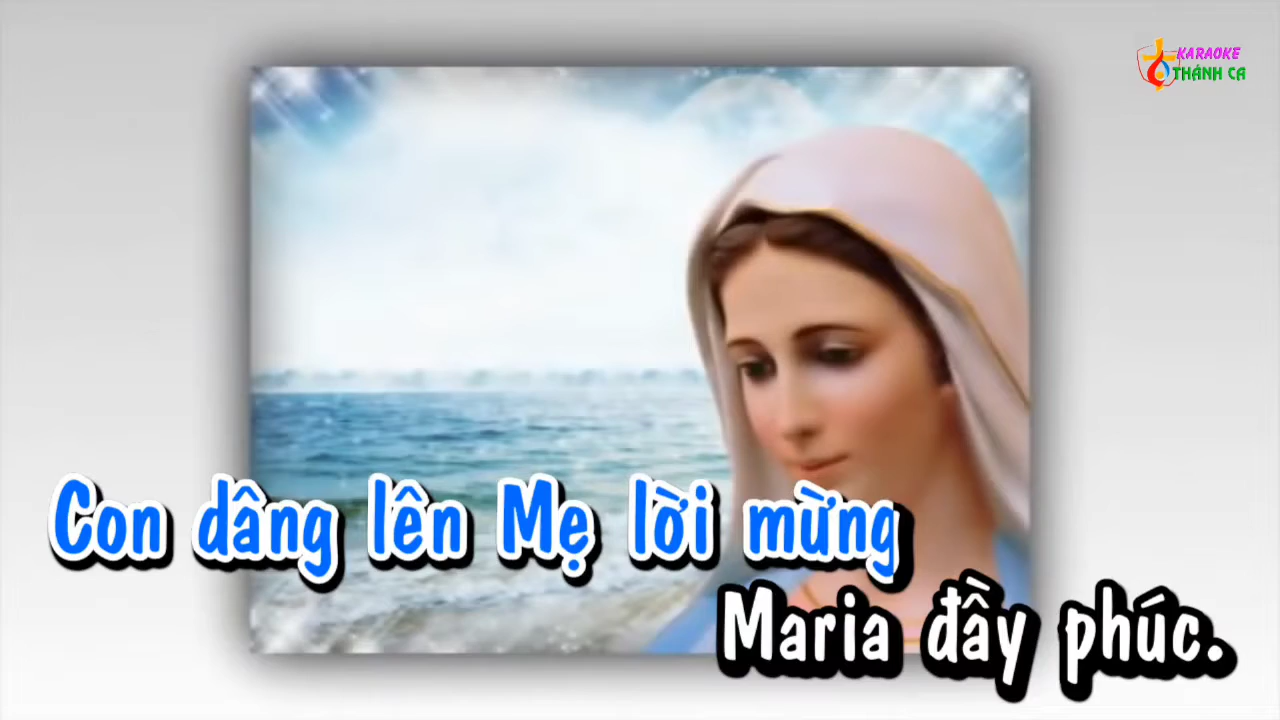 KARAOKE
THÁNH CA
Con dâng lên Mẹ lời mừng
Maria đầy phúc.